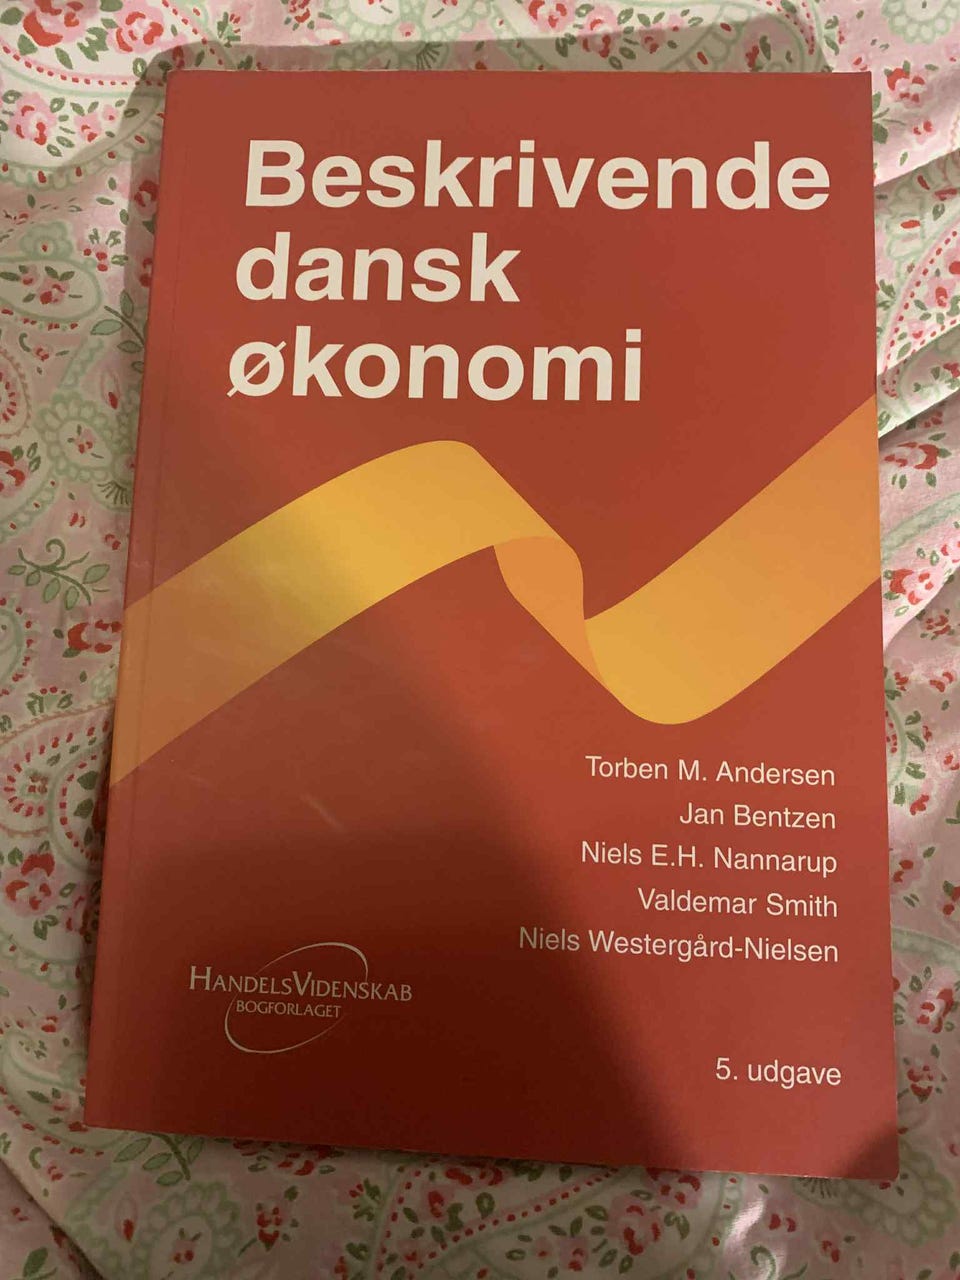 Beskrivende
dansk
økonomi
Torben M. Andersen
Jan Bentzen
Niels E.H. Nannarup
Valdemar Smith
Niels Westergård-Nielsen
HANDELSVIDENSKAB
BOGFORLAGET
5. udgave